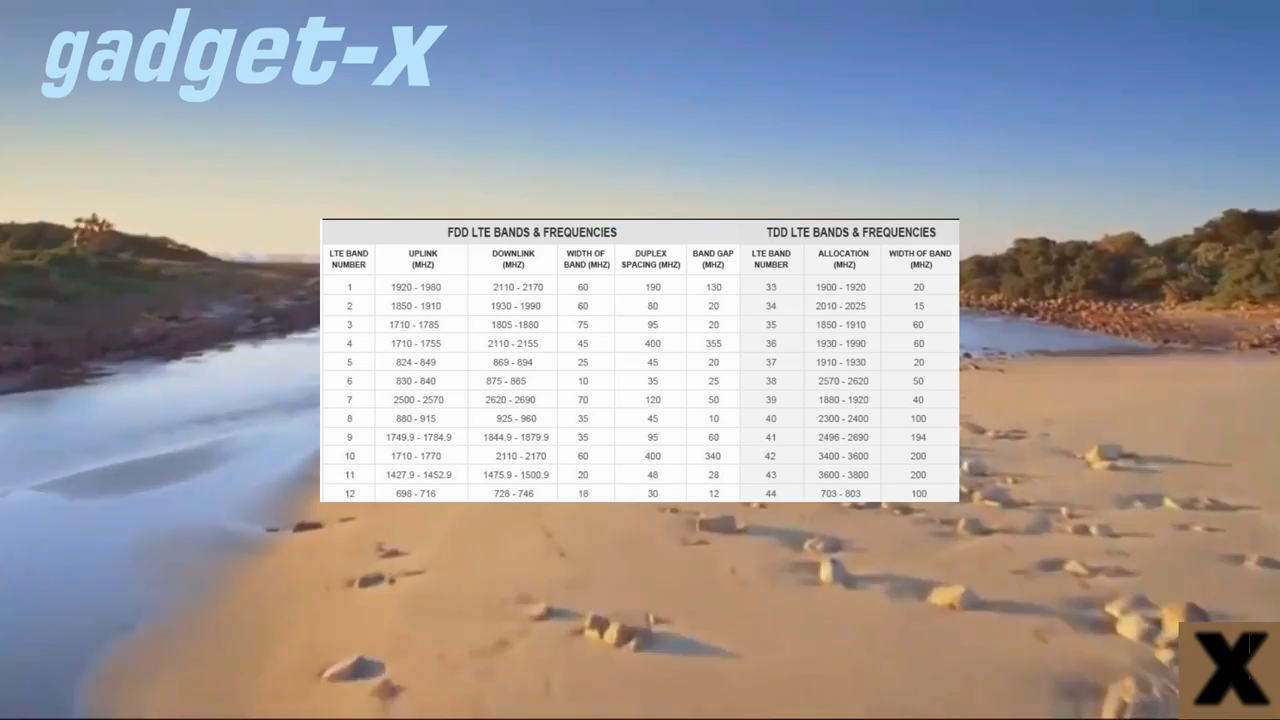 gadget-x
FDD LTE BANDS & FREQUENCIES TDD LTE BANDS & FREQUENCIES
LTE BAND NUMBER UPLINK (MHZ) DOWNLINK (MHZ) WIDTH OF BAND (MHZ) DUPLEX SPACING (MHZ) BAND GAP (MHZ) LTE BAND NUMBER ALLOCATION (MHZ) WIDTH OF BAND (MHZ)
1 1920 - 1980 2110 - 2170 60 190 130 33 1900 - 1920 20
2 1850 - 1910 1930 - 1990 60 80 20 34 2010 - 2025 15
3 1710 - 1785 1805 -1880 75 95 20 35 1850 - 1910 60
4 1710 - 1755 2110 - 2155 45 400 355 36 1930 - 1990 60
5 824 - 849 869 - 894 25 45 20 37 1910 - 1930 20
6 830 - 840 875 - 885 10 35 25 38 2570 - 2620 50
7 2500 - 2570 2620 - 2690 70 120 50 39 1880 - 1920 40
8 880 - 915 925 - 960 35 45 10 40 2300 - 2400 100
9 1749.9 - 1784.9 1844.9 - 1879.9 35 95 60 41 2496 - 2690 194
10 1710 - 1770 2110 - 2170 60 400 340 42 3400 - 3600 200
11 1427.9 - 1452.9 1475.9 - 1500.9 20 48 28 43 3600 - 3800 200
12 698 - 716 728 - 746 18 30 12 44 703 - 803 100
X